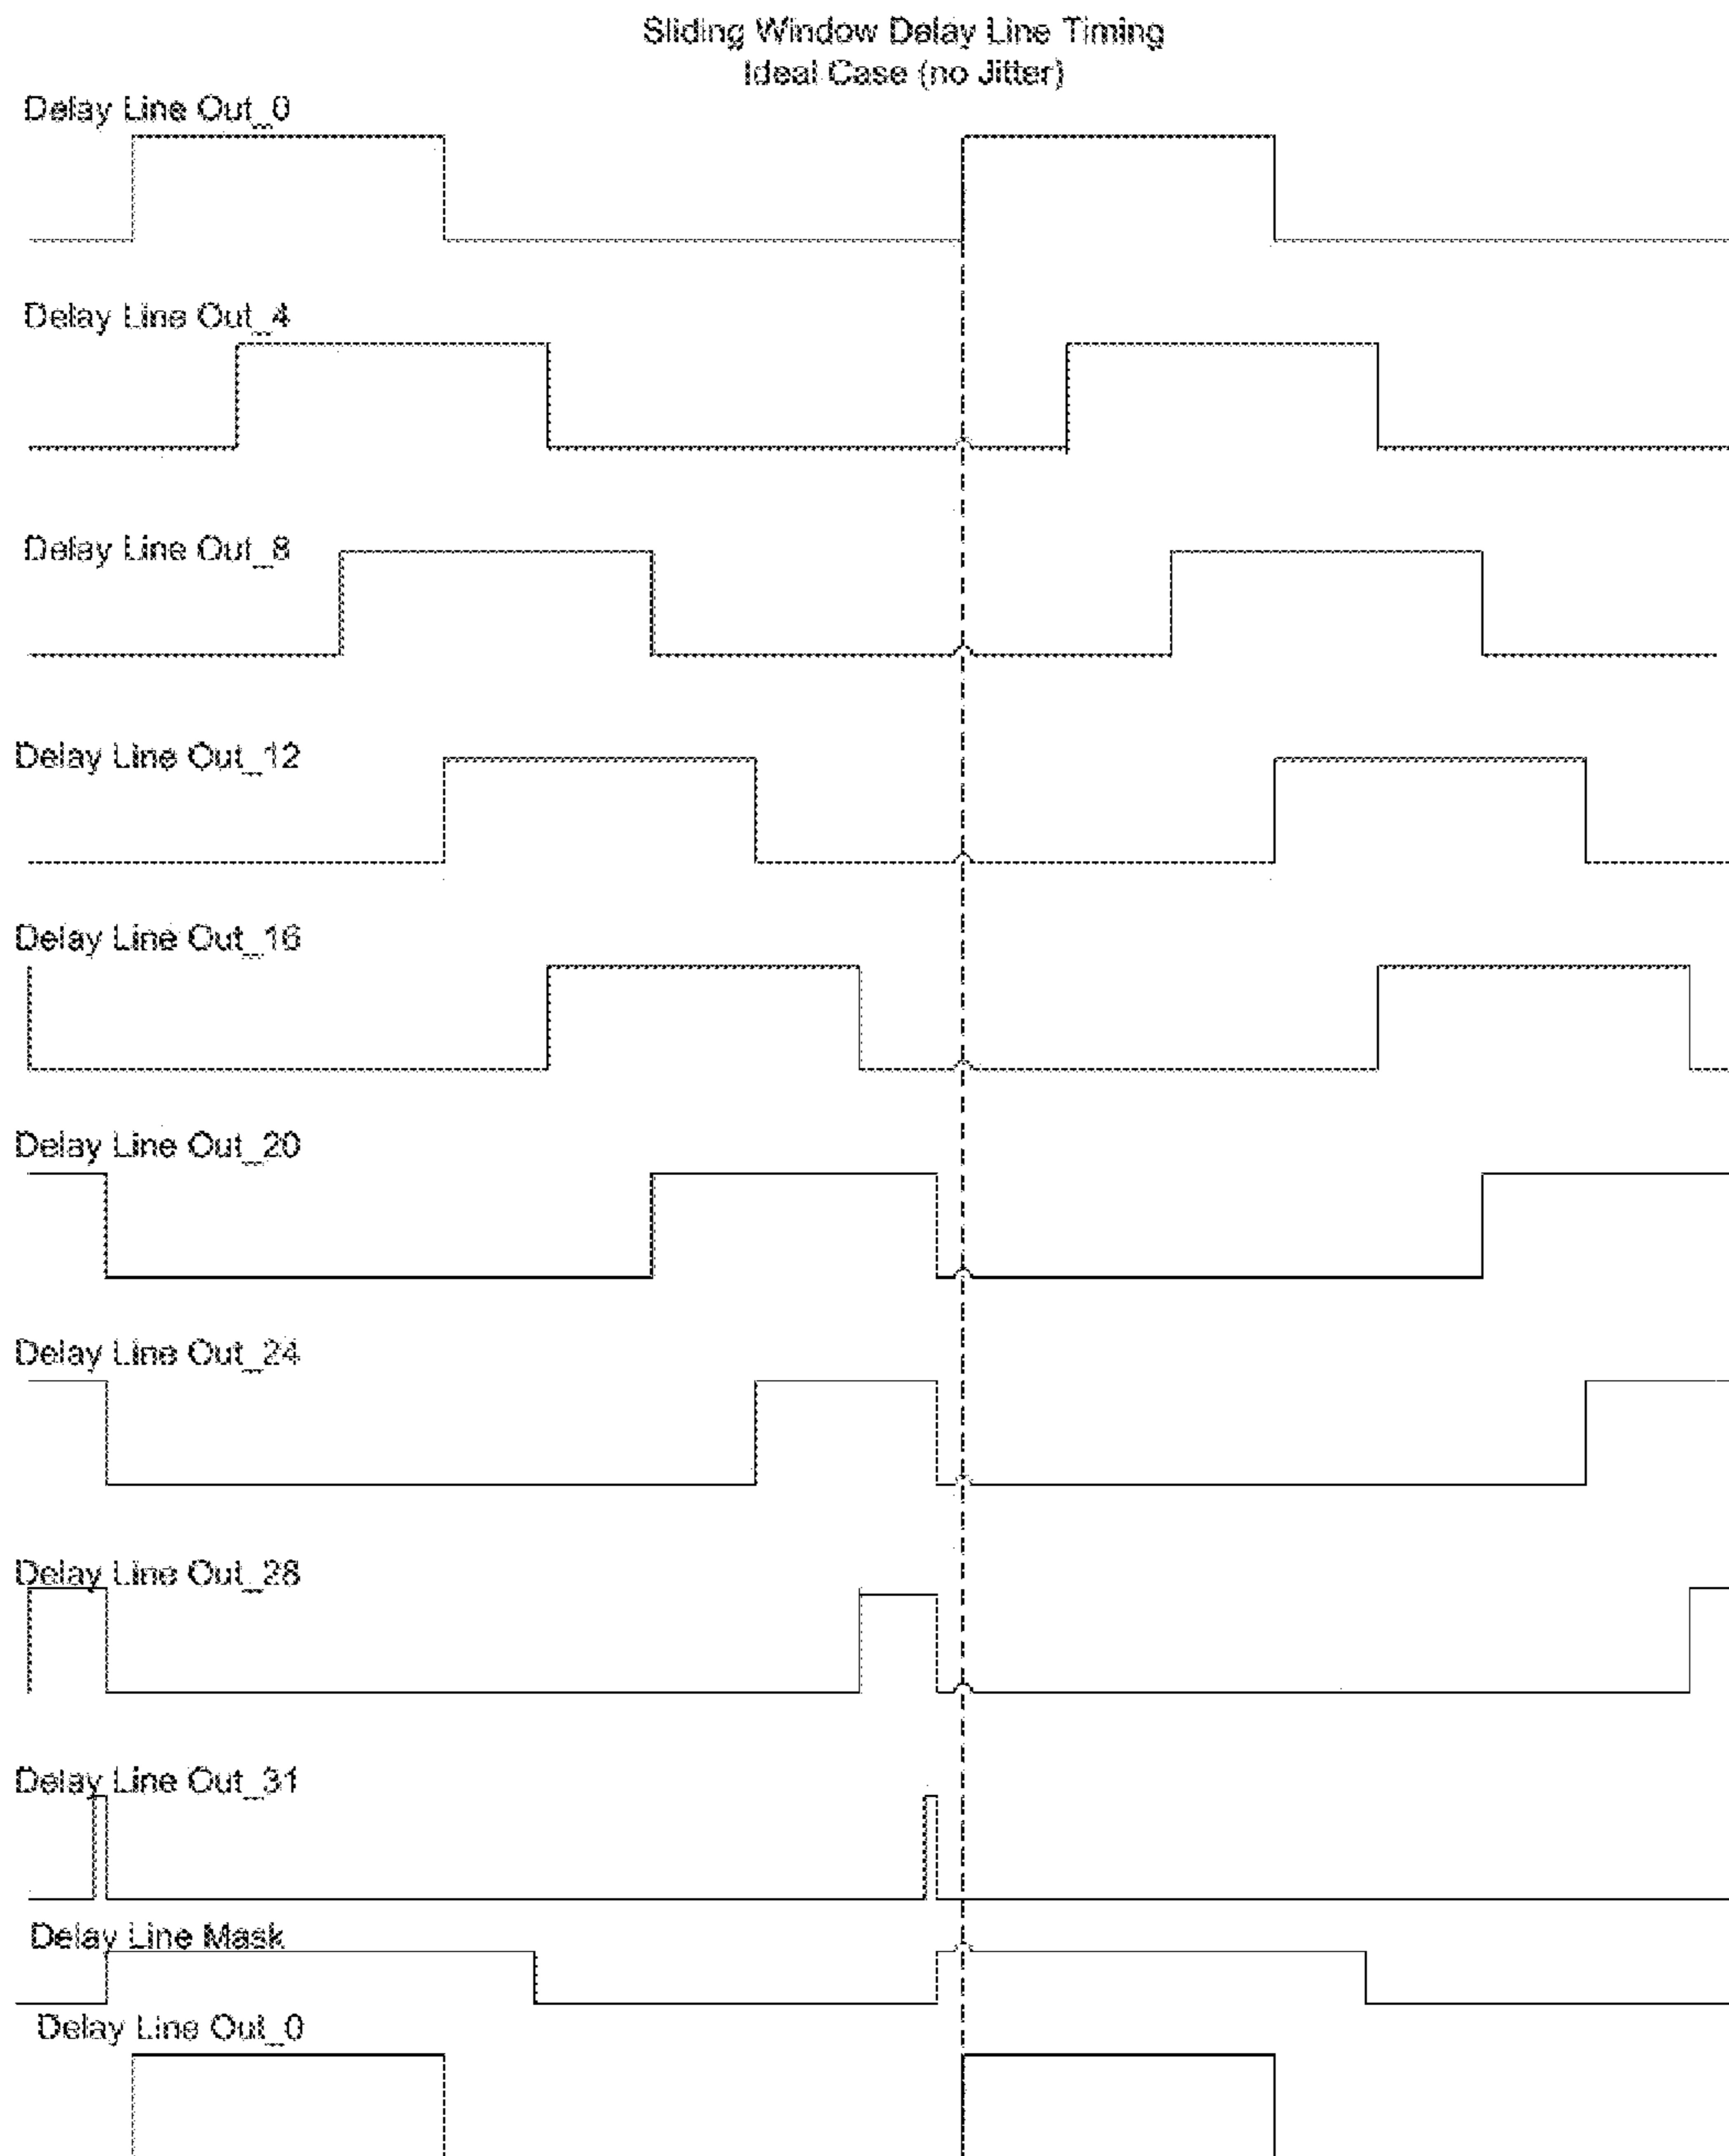 Sliding Window Delay Line Timing
Ideal Case (no Jitter)
Delay Line Out_0
Delay Line Out_4
Delay Line Out_8
Delay Line Out_12
Delay Line Out_16
Delay Line Out_20
Delay Line Out_24
Delay Line Out_28
Delay Line Out_31
Delay Line Mask
Delay Line Out_0